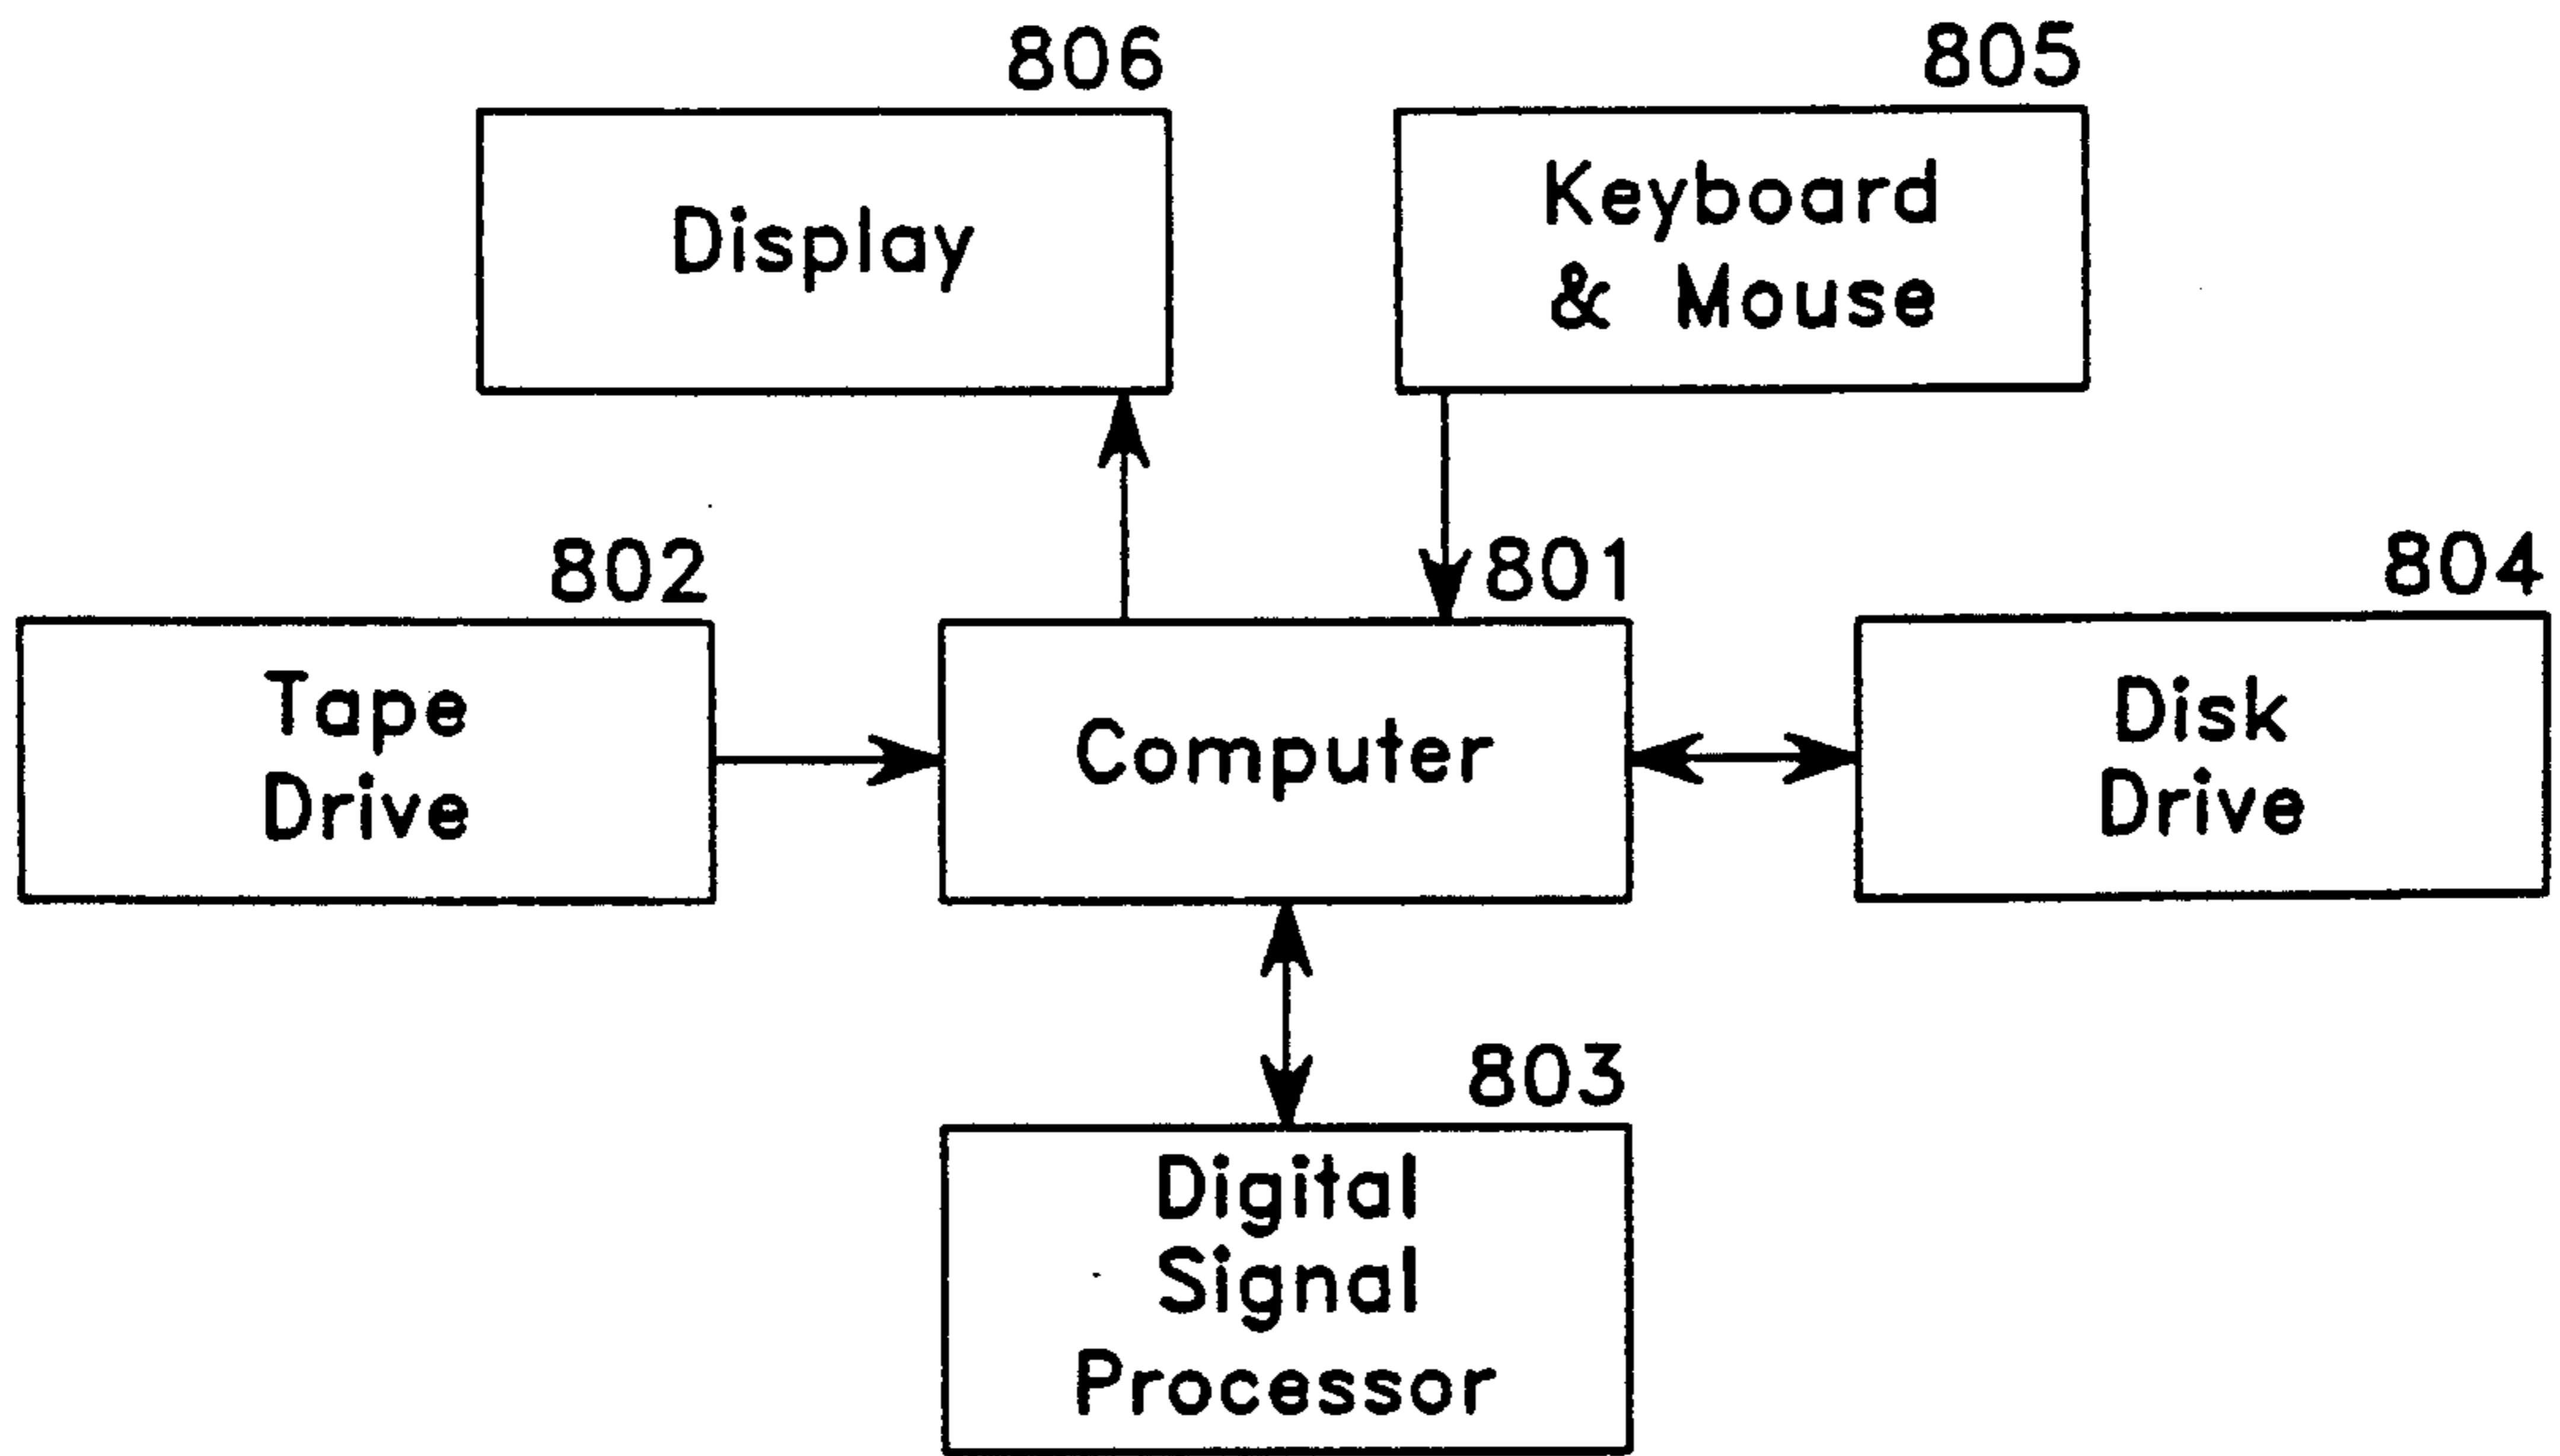 806
805
Display
Keyboard
& Mouse
802
801
804
Tape
Drive
Computer
Disk
Drive
803
Digital
Signal
Processor